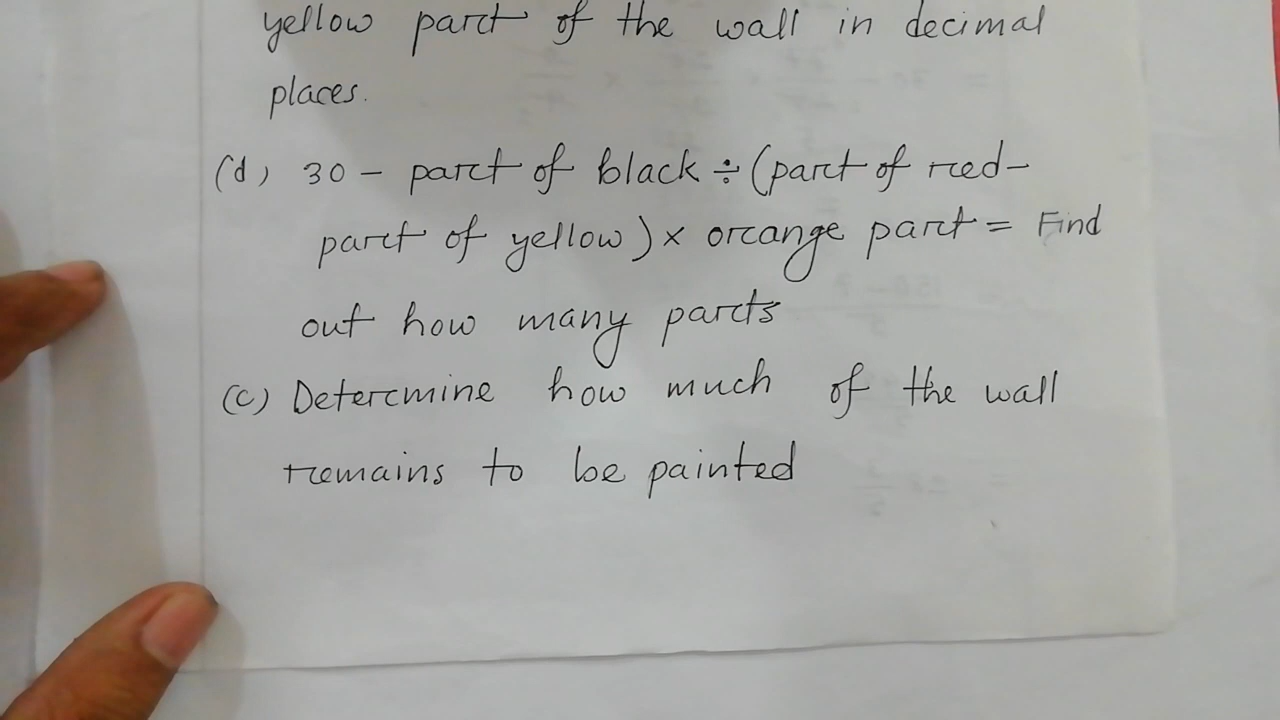 yellow part of the wall in decimal
places.
(d) 30 - part of black ÷ (part of red-
part of yellow) × orange part = Find
out how many parts
(c) Determine how much of the wall
remains to be painted